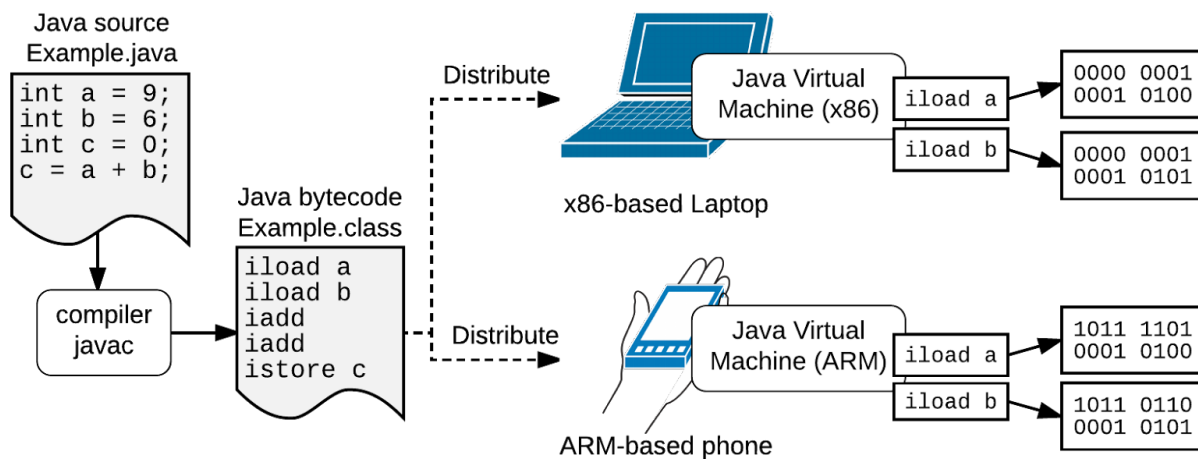 Java source
Example.java
int a = 9;
int b = 6;
int c = 0;
c = a + b;
compiler
javac
Java bytecode
Example.class
iload a
iload b
iadd
iadd
istore c
Distribute
Java Virtual
Machine (x86)
iload a
iload b
0000 0001
0001 0100
0000 0001
0001 0101
x86-based Laptop
Distribute
Java Virtual
Machine (ARM)
iload a
iload b
1011 1101
0001 0100
1011 0110
0001 0101
ARM-based phone